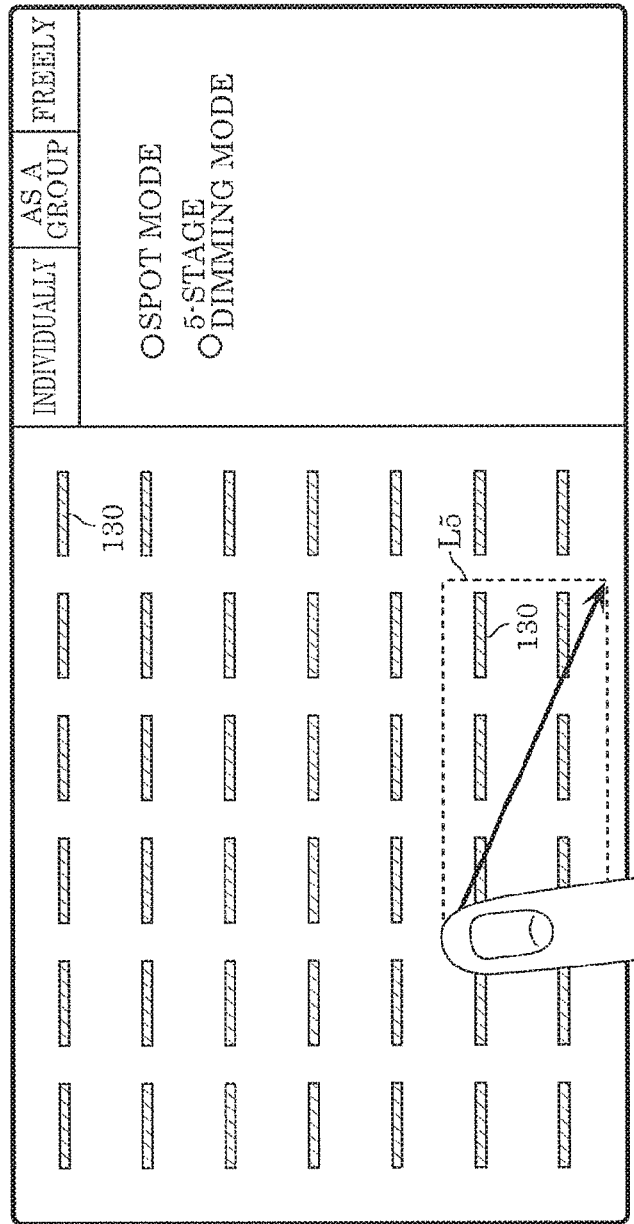 INDIVIDUALLY
AS A
GROUP
FREELY
SPOT MODE
5-STAGE
DIMMING MODE
130
L5
130